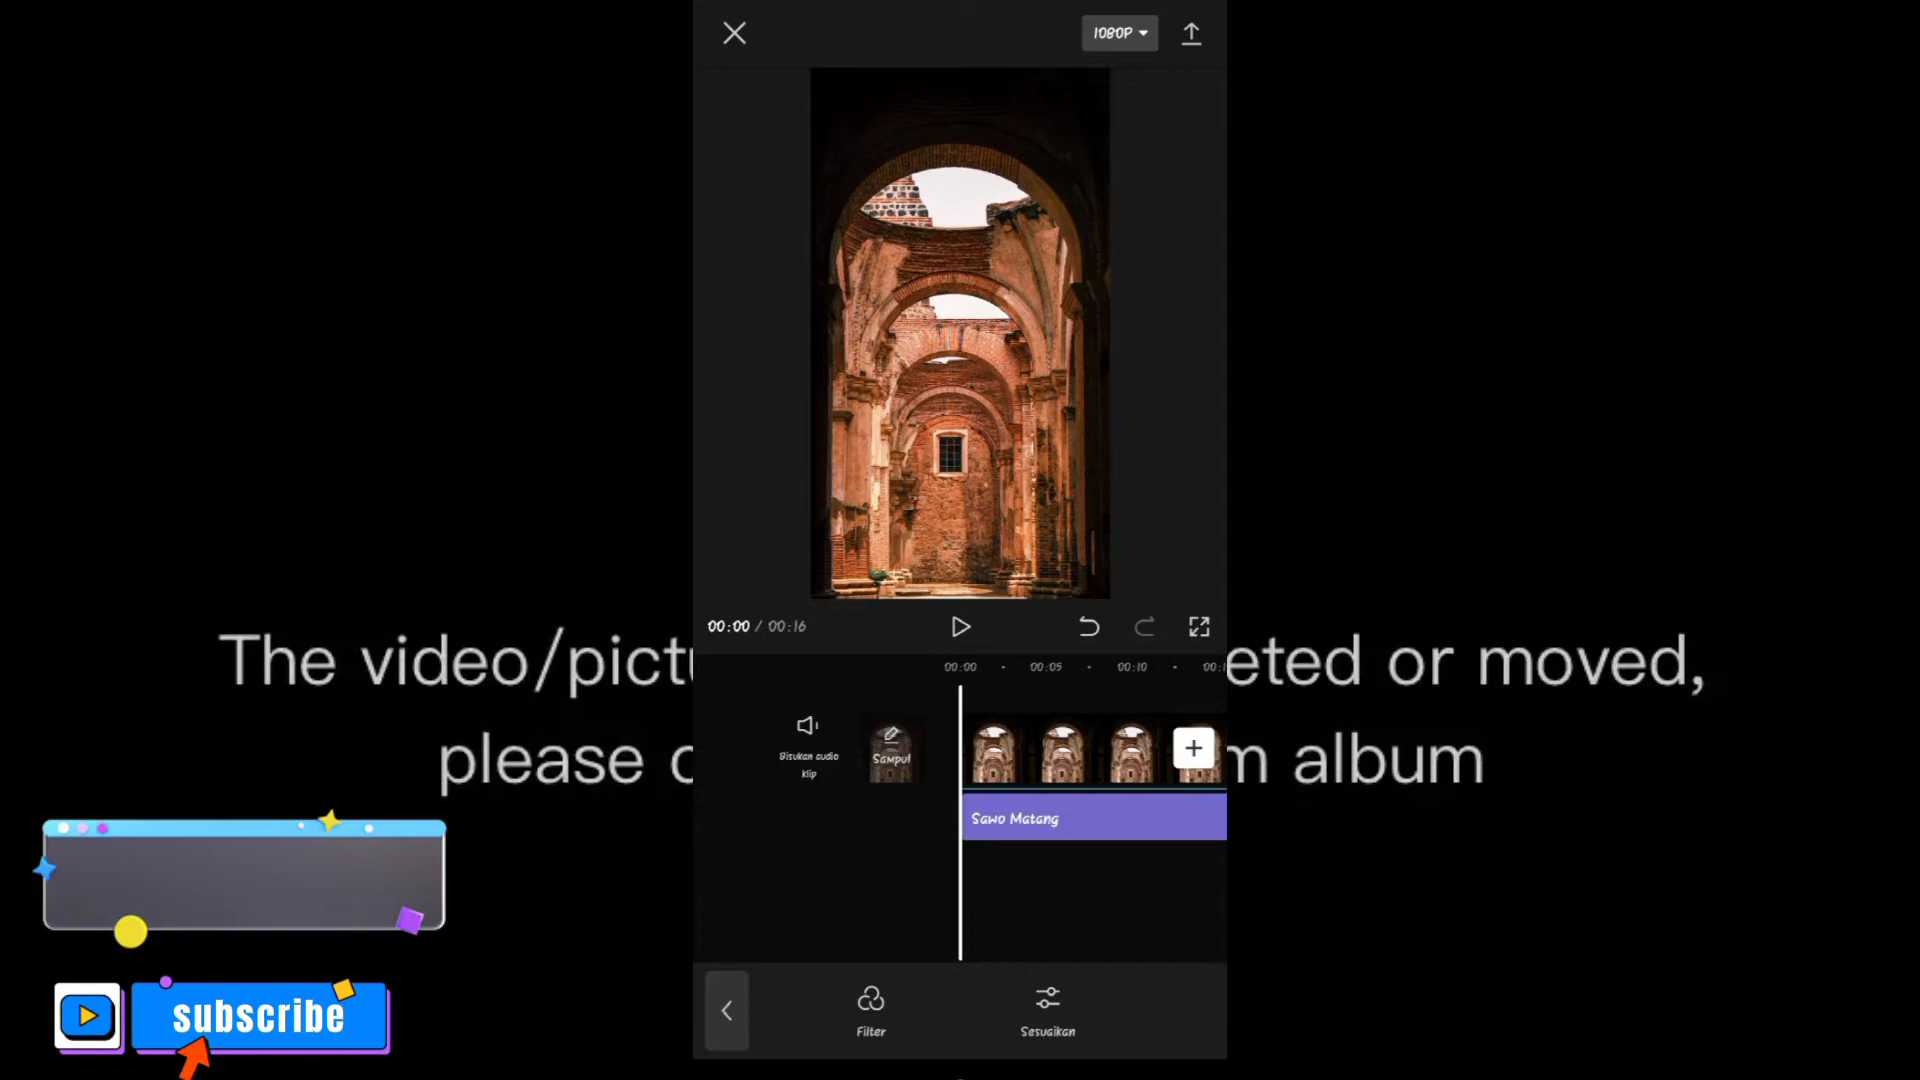 1080P
00:00 / 00:16
00:00 00:05 00:10
The video/ eted or moved,
Bisukan audio
klip
Sampul
please m album
Sawo Matang
subscribe
Filter
Sesuaikan